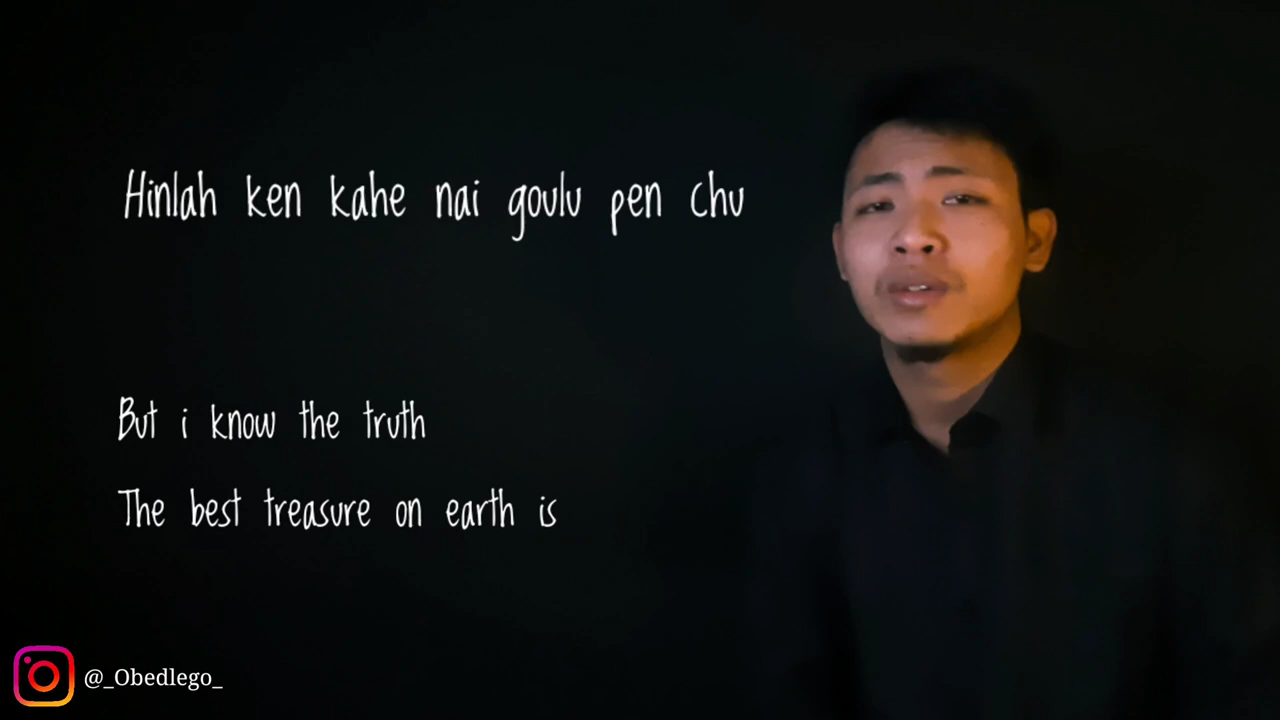 Hinlah ken kahe nai goulu pen chu
But i know the truth
The best treasure on earth is
@_Obedlego_